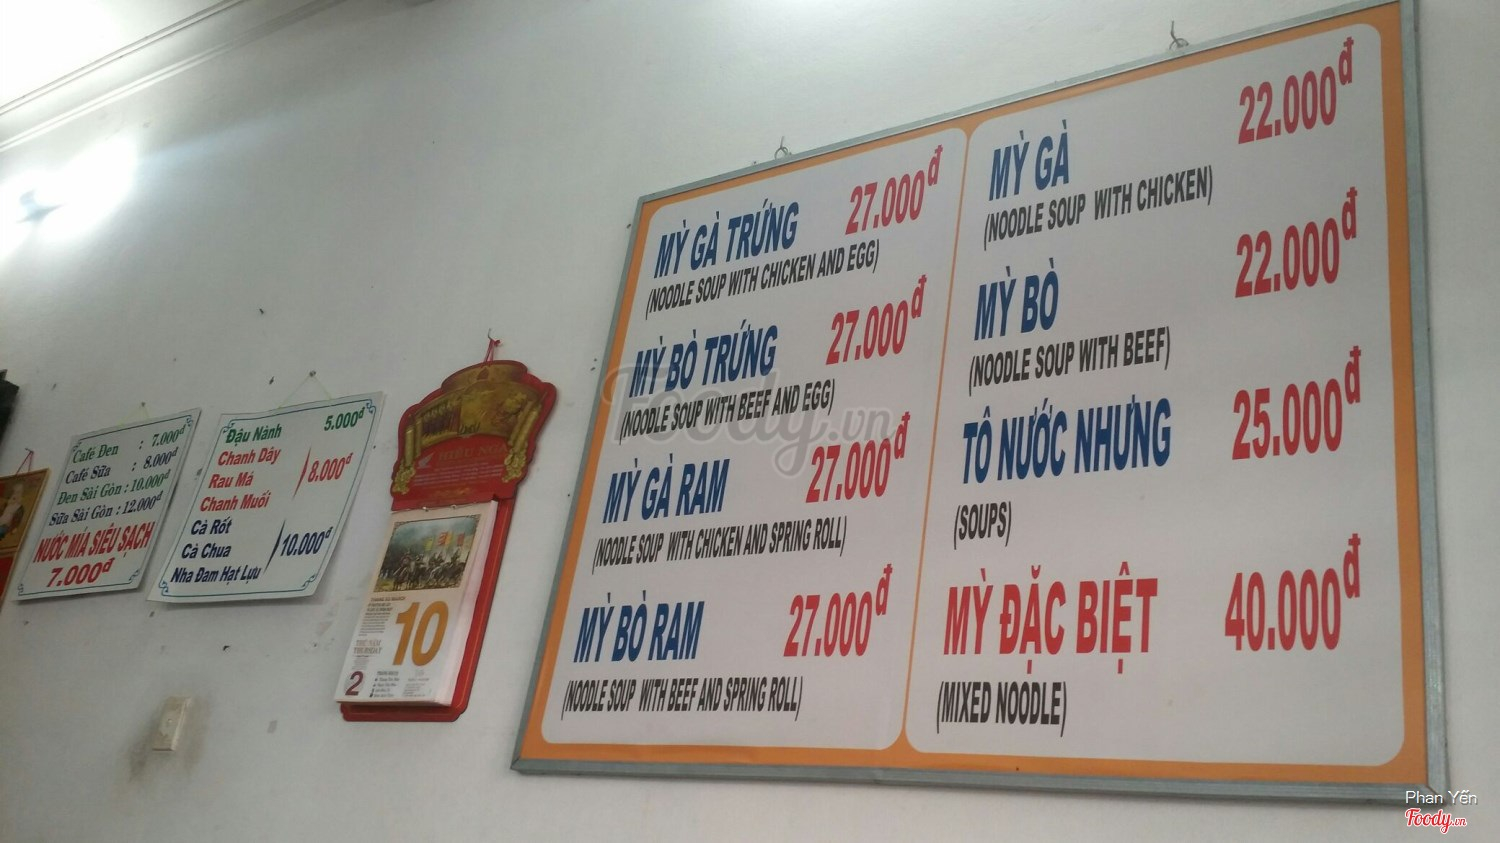 Café Đen : 7.000đ
Café Sữa : 8.000đ
Đen Sài Gòn : 10.000đ
Sữa Sài Gòn : 12.000đ
NƯỚC MÍA SIÊU SẠCH
7.000đ
Đậu Nành 5.000đ
Chanh Dây
Rau Má 8.000đ
Chanh Muối
Cà Rốt
Cà Chua 10.000đ
Nha Đam Hạt Lựu
HIẾU NGA
10
2
MỲ GÀ TRỨNG 27.000đ
(NOODLE SOUP WITH CHICKEN AND EGG)
MỲ BÒ TRỨNG 27.000đ
(NOODLE SOUP WITH BEEF AND EGG)
MỲ GÀ RAM 27.000đ
(NOODLE SOUP WITH CHICKEN AND SPRING ROLL)
MỲ BÒ RAM 27.000đ
(NOODLE SOUP WITH BEEF AND SPRING ROLL)
MỲ GÀ 22.000đ
(NOODLE SOUP WITH CHICKEN)
MỲ BÒ 22.000đ
(NOODLE SOUP WITH BEEF)
TÔ NƯỚC NHƯNG 25.000đ
(SOUPS)
MỲ ĐẶC BIỆT 40.000đ
(MIXED NOODLE)
Foody.vn
Phan Yến
Foody.vn